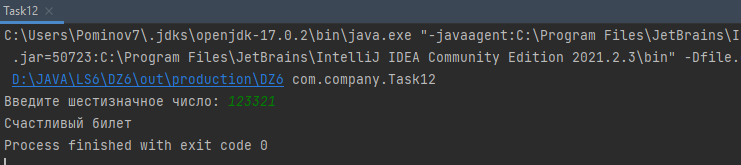 Task12
C:\Users\Pominov7\.jdks\openjdk-17.0.2\bin\java.exe "-javaagent:C:\Program Files\JetBrains\I
.jar=50723:C:\Program Files\JetBrains\IntelliJ IDEA Community Edition 2021.2.3\bin" -Dfile.
D:\JAVA\LS6\DZ6\out\production\DZ6 com.company.Task12
Введите шестизначное число: 123321
Счастливый билет
Process finished with exit code 0